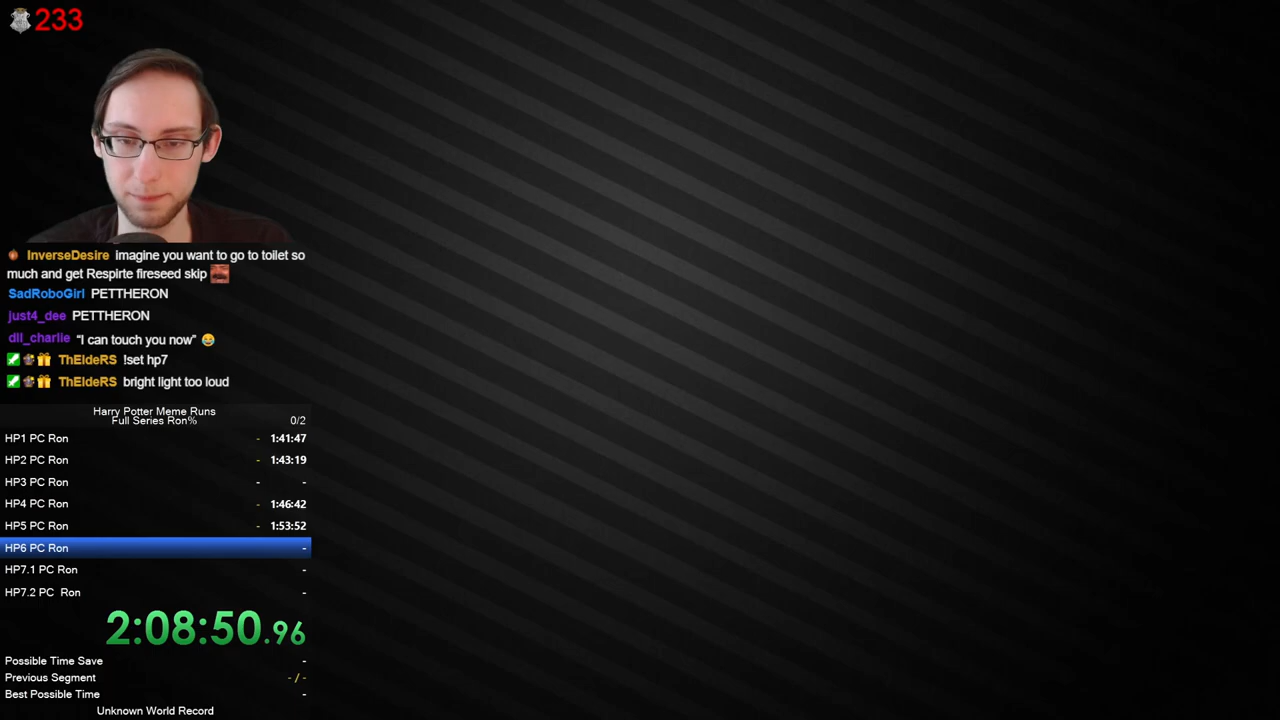 233
InverseDesire imagine you want to go to toilet so
much and get Respirte fireseed skip
SadRoboGirl PETTHERON
just4_dee PETTHERON
dll_charlie “I can touch you now” 😂
ThEldeRS !set hp7
ThEldeRS bright light too loud
Harry Potter Meme Runs
Full Series Ron% 0/2
HP1 PC Ron - 1:41:47
HP2 PC Ron - 1:43:19
HP3 PC Ron - -
HP4 PC Ron - 1:46:42
HP5 PC Ron - 1:53:52
HP6 PC Ron -
HP7.1 PC Ron -
HP7.2 PC Ron -
2:08:50.96
Possible Time Save -
Previous Segment - / -
Best Possible Time -
Unknown World Record